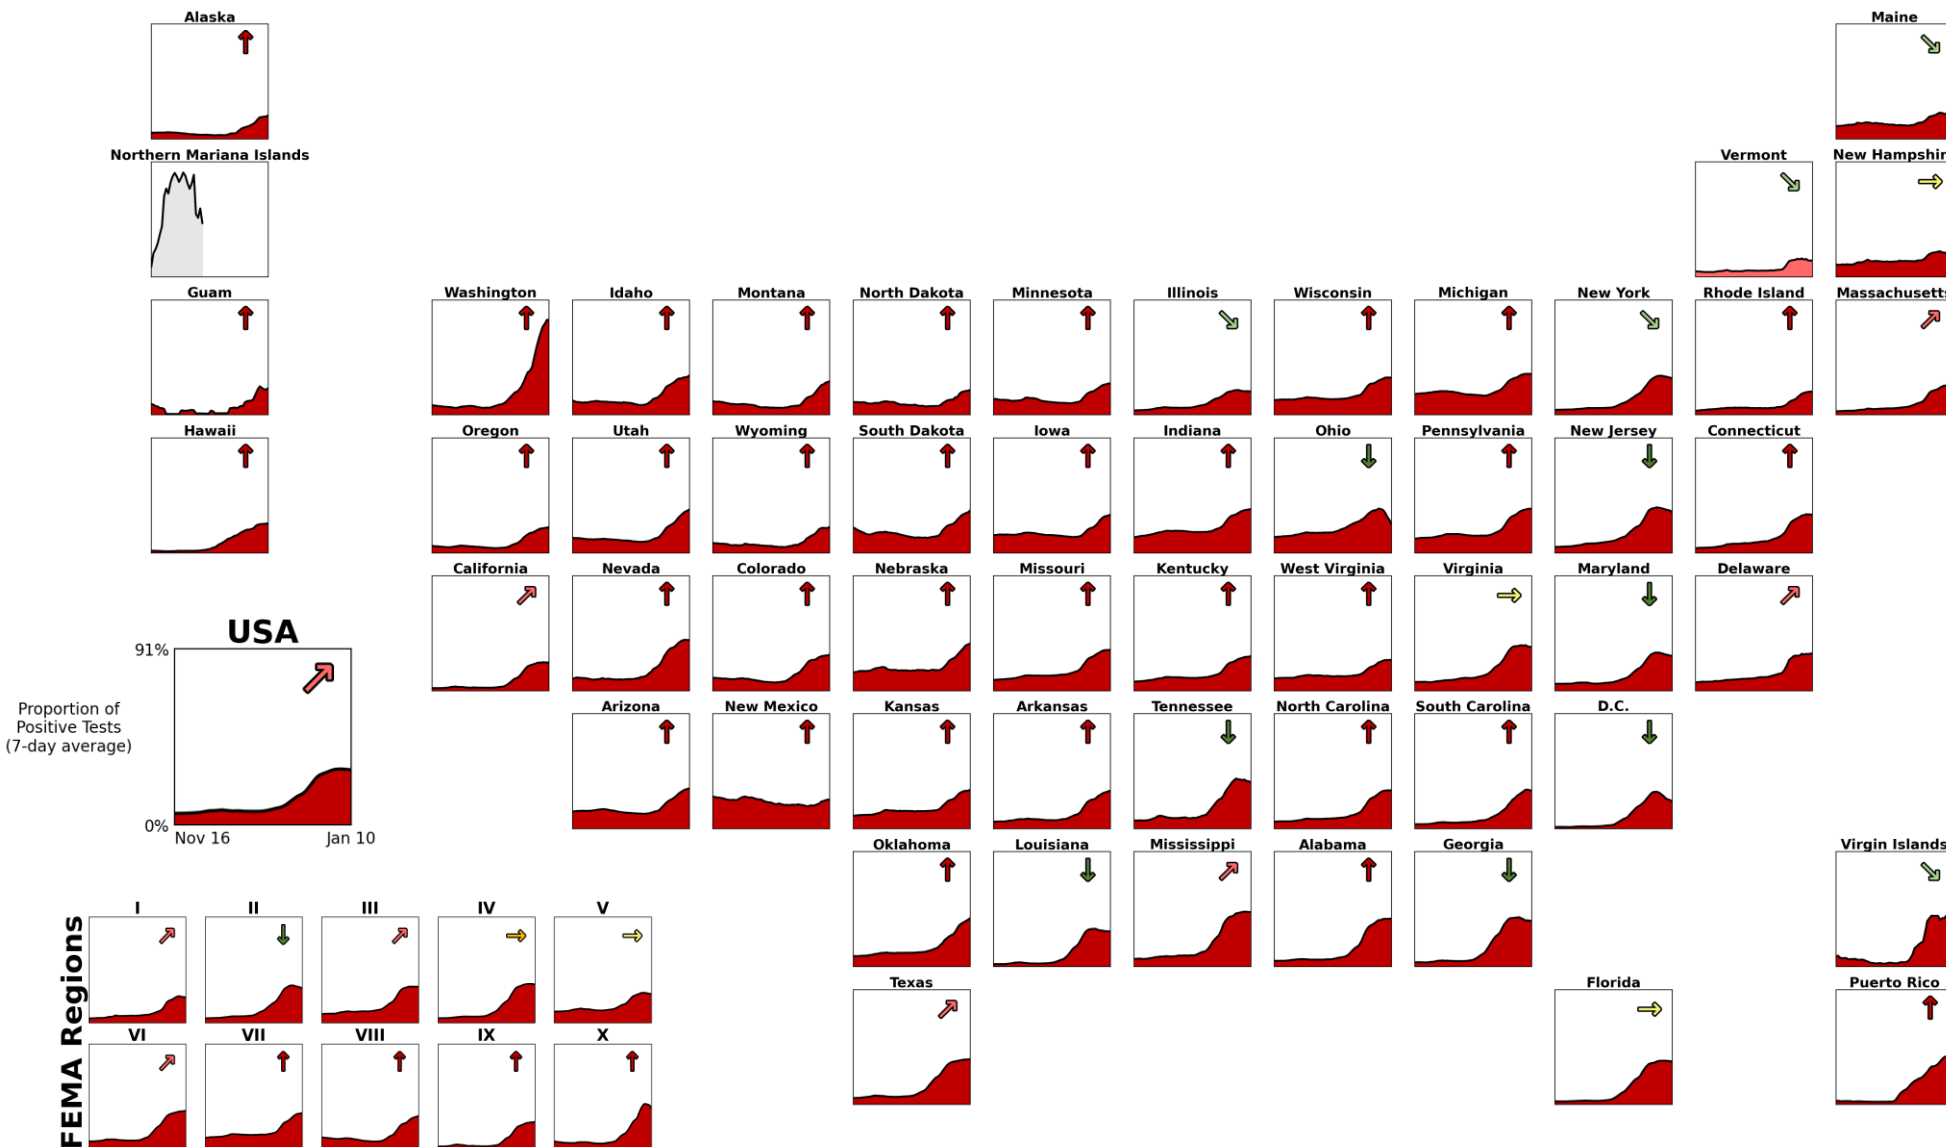 Alaska
Maine
Northern Mariana Islands
Vermont
New Hampshir
Guam
Washington
Idaho
Montana
North Dakota
Minnesota
Illinois
Wisconsin
Michigan
New York
Rhode Island
Massachusetts
Hawaii
Oregon
Utah
Wyoming
South Dakota
Iowa
Indiana
Ohio
Pennsylvania
New Jersey
Connecticut
California
Nevada
Colorado
Nebraska
Missouri
Kentucky
West Virginia
Virginia
Maryland
Delaware
USA
91%
Proportion of
Positive Tests
(7-day average)
0%
Nov 16
Jan 10
Arizona
New Mexico
Kansas
Arkansas
Tennessee
North Carolina
South Carolina
D.C.
Oklahoma
Louisiana
Mississippi
Alabama
Georgia
Virgin Islands
Texas
Florida
Puerto Rico
FEMA Regions
I
II
III
IV
V
VI
VII
VIII
IX
X